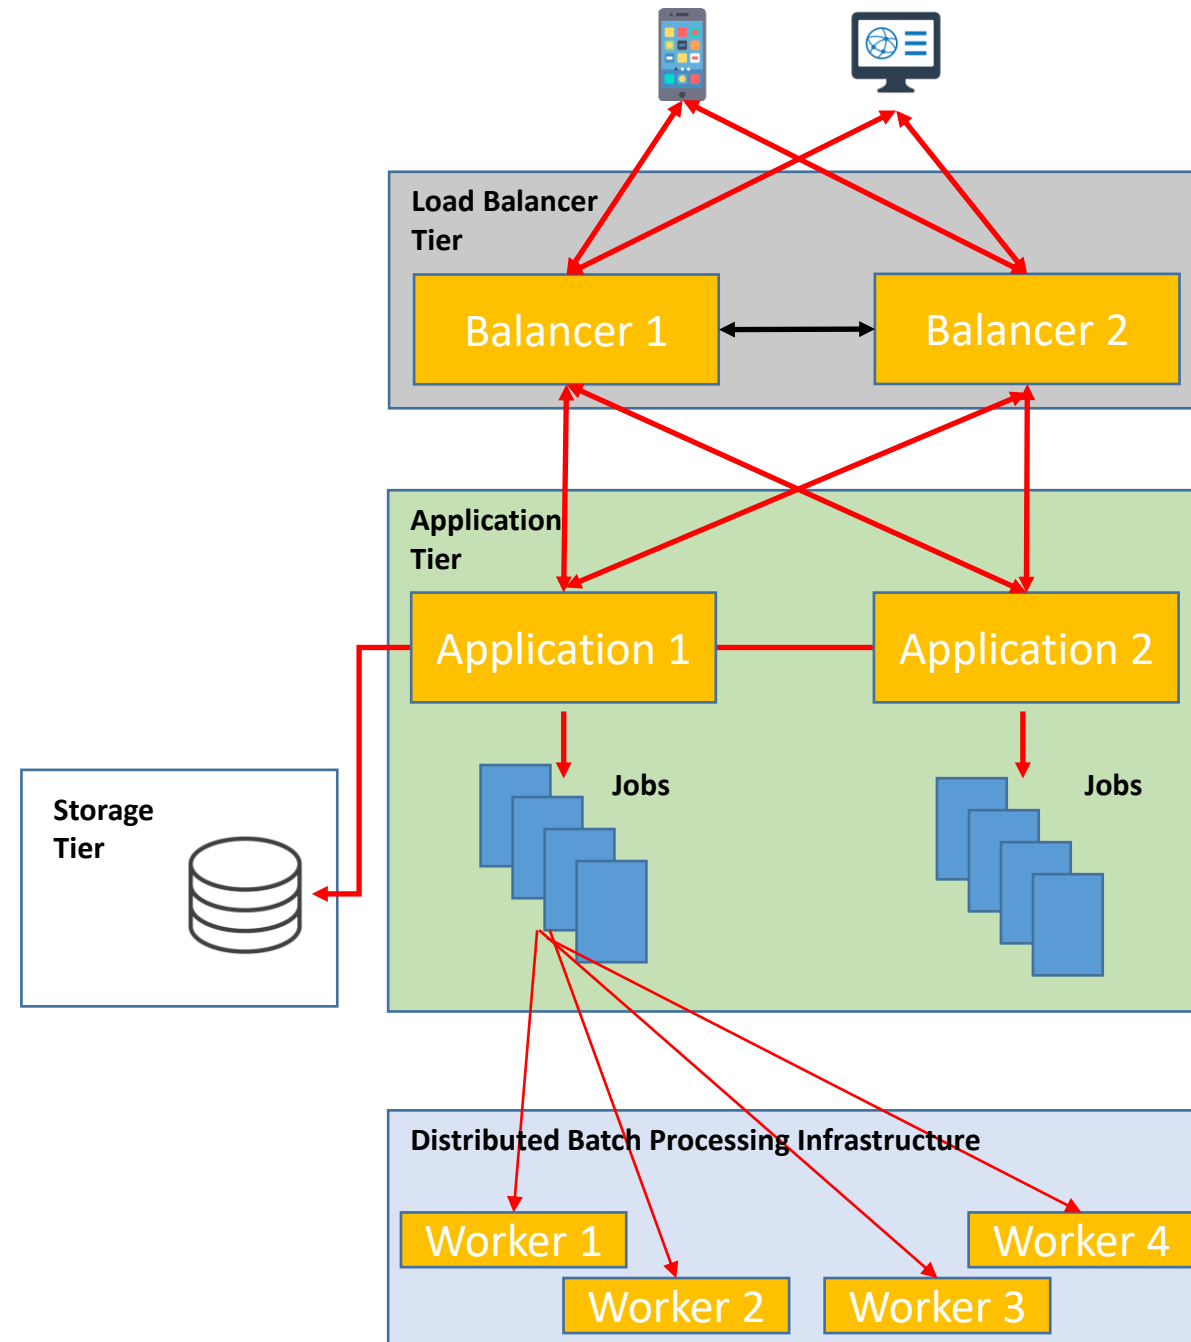 Load Balancer
Tier
Balancer 1
Balancer 2
Application
Tier
Application 1
Application 2
Jobs
Jobs
Storage
Tier
Distributed Batch Processing Infrastructure
Worker 1
Worker 4
Worker 2
Worker 3